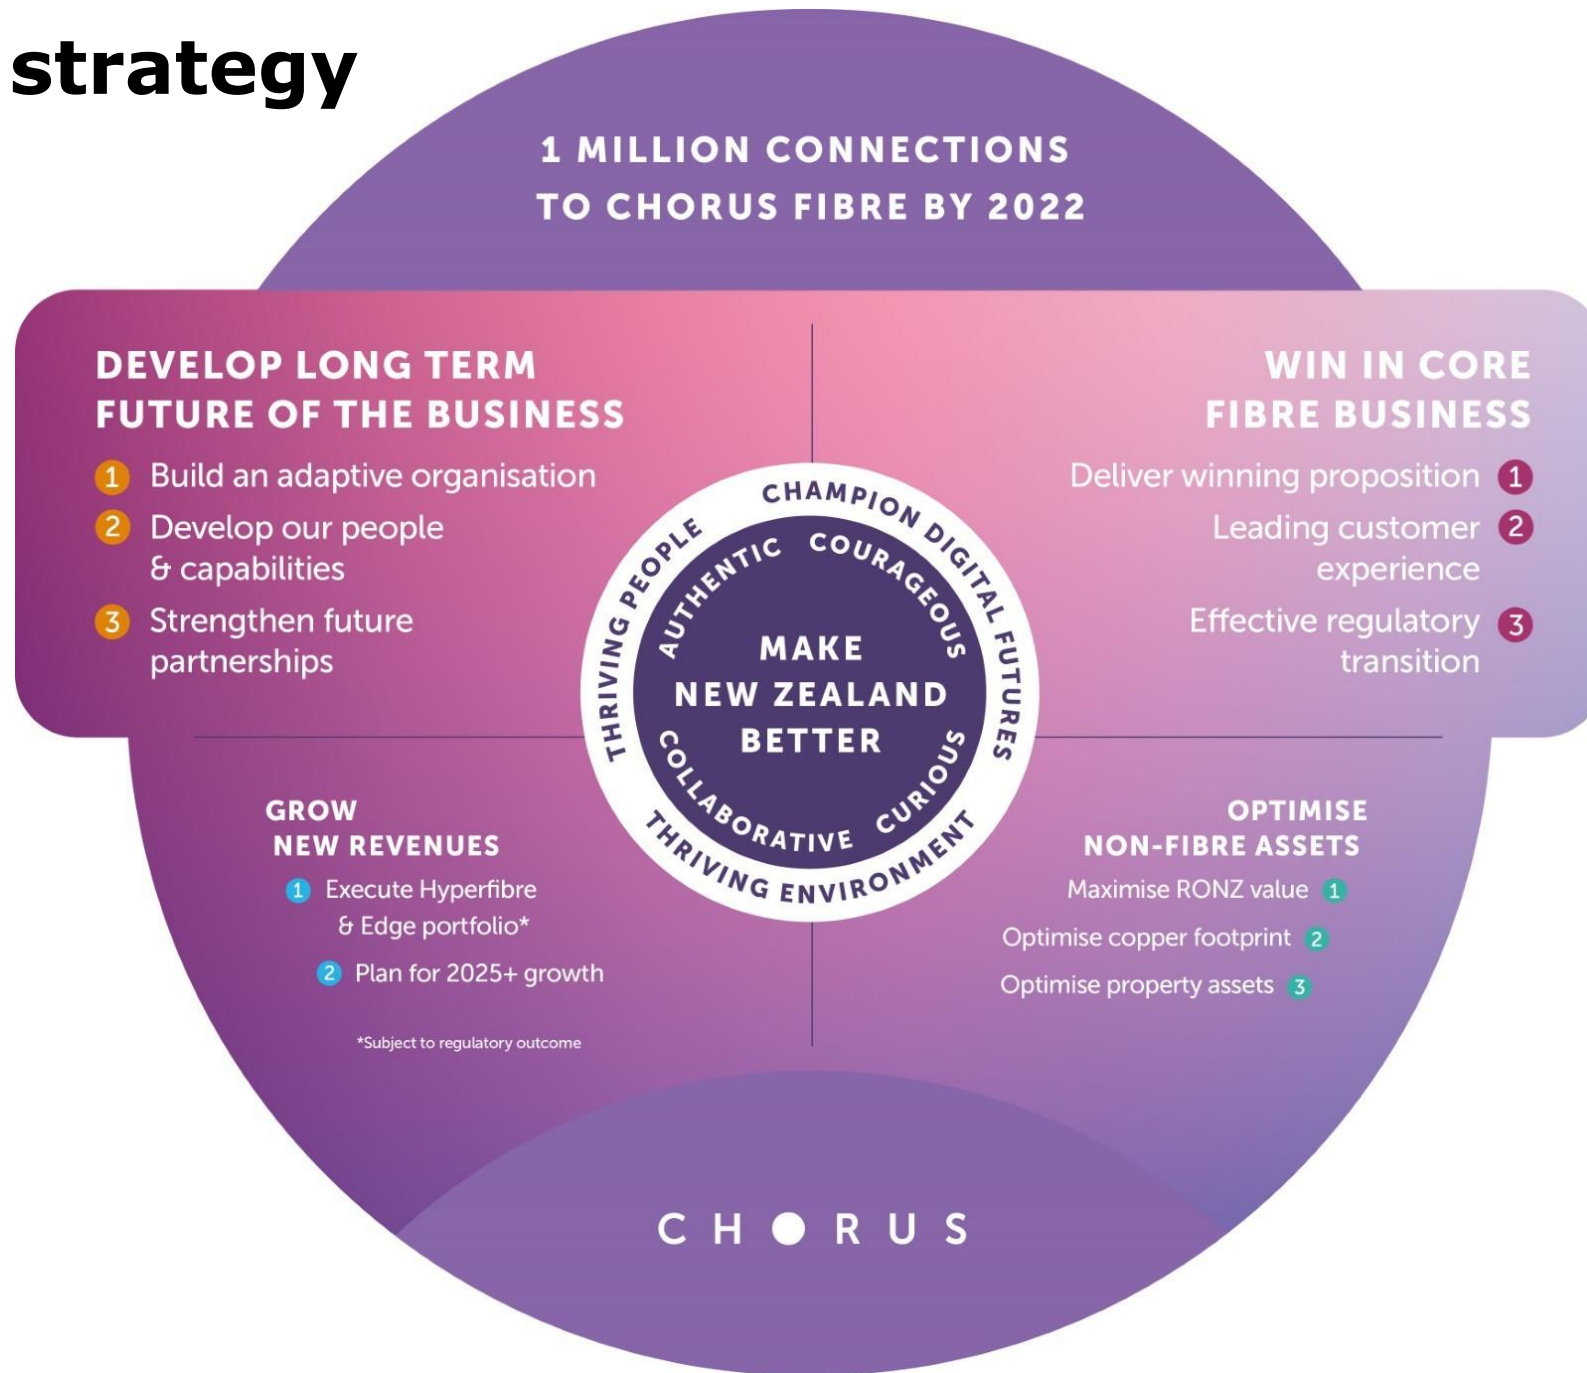 strategy
1 MILLION CONNECTIONS
TO CHORUS FIBRE BY 2022
DEVELOP LONG TERM
FUTURE OF THE BUSINESS
1 Build an adaptive organisation
2 Develop our people
& capabilities
3 Strengthen future
partnerships
WIN IN CORE
FIBRE BUSINESS
Deliver winning proposition 1
Leading customer 2
experience
Effective regulatory 3
transition
THRIVING PEOPLE
CHAMPION DIGITAL FUTURES
THRIVING ENVIRONMENT
AUTHENTIC
COURAGEOUS
MAKE
NEW ZEALAND
BETTER
COLLABORATIVE
CURIOUS
GROW
NEW REVENUES
1 Execute Hyperfibre
& Edge portfolio*
2 Plan for 2025+ growth
*Subject to regulatory outcome
OPTIMISE
NON-FIBRE ASSETS
Maximise RONZ value 1
Optimise copper footprint 2
Optimise property assets 3
CHORUS